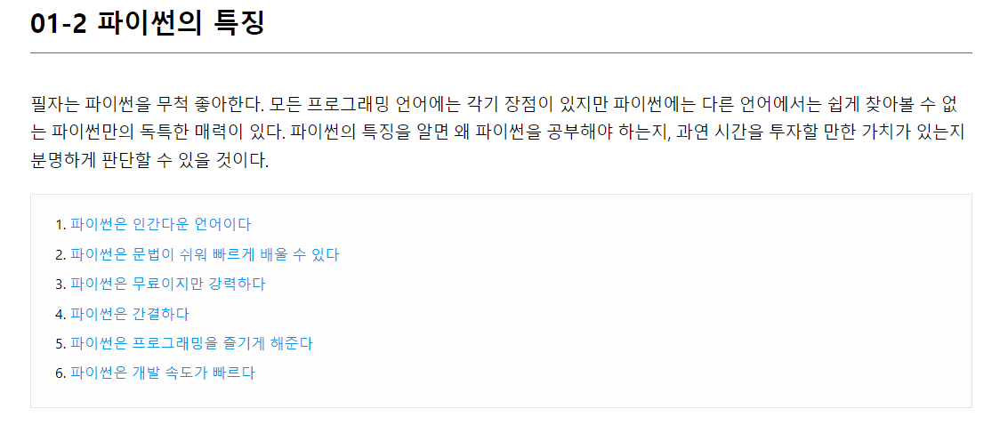 01-2 파이썬의 특징
필자는 파이썬을 무척 좋아한다. 모든 프로그래밍 언어에는 각기 장점이 있지만 파이썬에는 다른 언어에서는 쉽게 찾아볼 수 없
는 파이썬만의 독특한 매력이 있다. 파이썬의 특징을 알면 왜 파이썬을 공부해야 하는지, 과연 시간을 투자할 만한 가치가 있는지
분명하게 판단할 수 있을 것이다.
1. 파이썬은 인간다운 언어이다
2. 파이썬은 문법이 쉬워 빠르게 배울 수 있다
3. 파이썬은 무료이지만 강력하다
4. 파이썬은 간결하다
5. 파이썬은 프로그래밍을 즐기게 해준다
6. 파이썬은 개발 속도가 빠르다